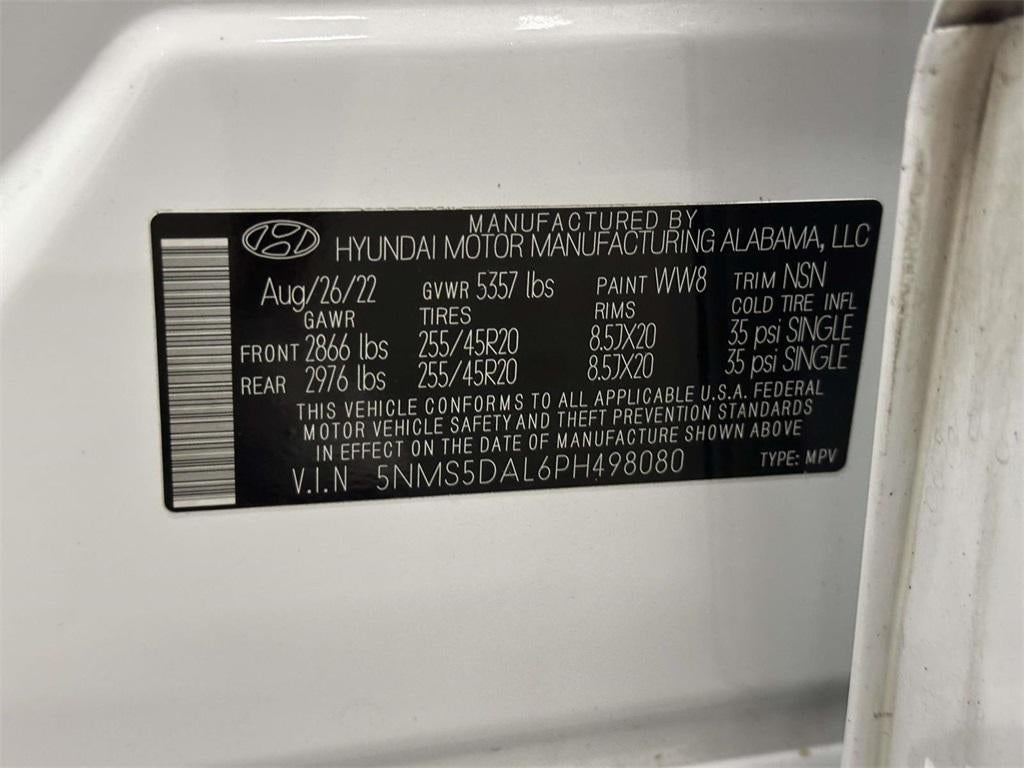 MANUFACTURED BY
HYUNDAI MOTOR MANUFACTURING ALABAMA, LLC
Aug/26/22 GVWR 5357 lbs PAINT WW8 TRIM NSN
GAWR TIRES RIMS COLD TIRE INFL
FRONT 2866 lbs 255/45R20 8.5JX20 35 psi SINGLE
REAR 2976 lbs 255/45R20 8.5JX20 35 psi SINGLE
THIS VEHICLE CONFORMS TO ALL APPLICABLE U.S.A. FEDERAL
MOTOR VEHICLE SAFETY AND THEFT PREVENTION STANDARDS
IN EFFECT ON THE DATE OF MANUFACTURE SHOWN ABOVE
V.I.N 5NMS5DAL6PH498080 TYPE: MPV